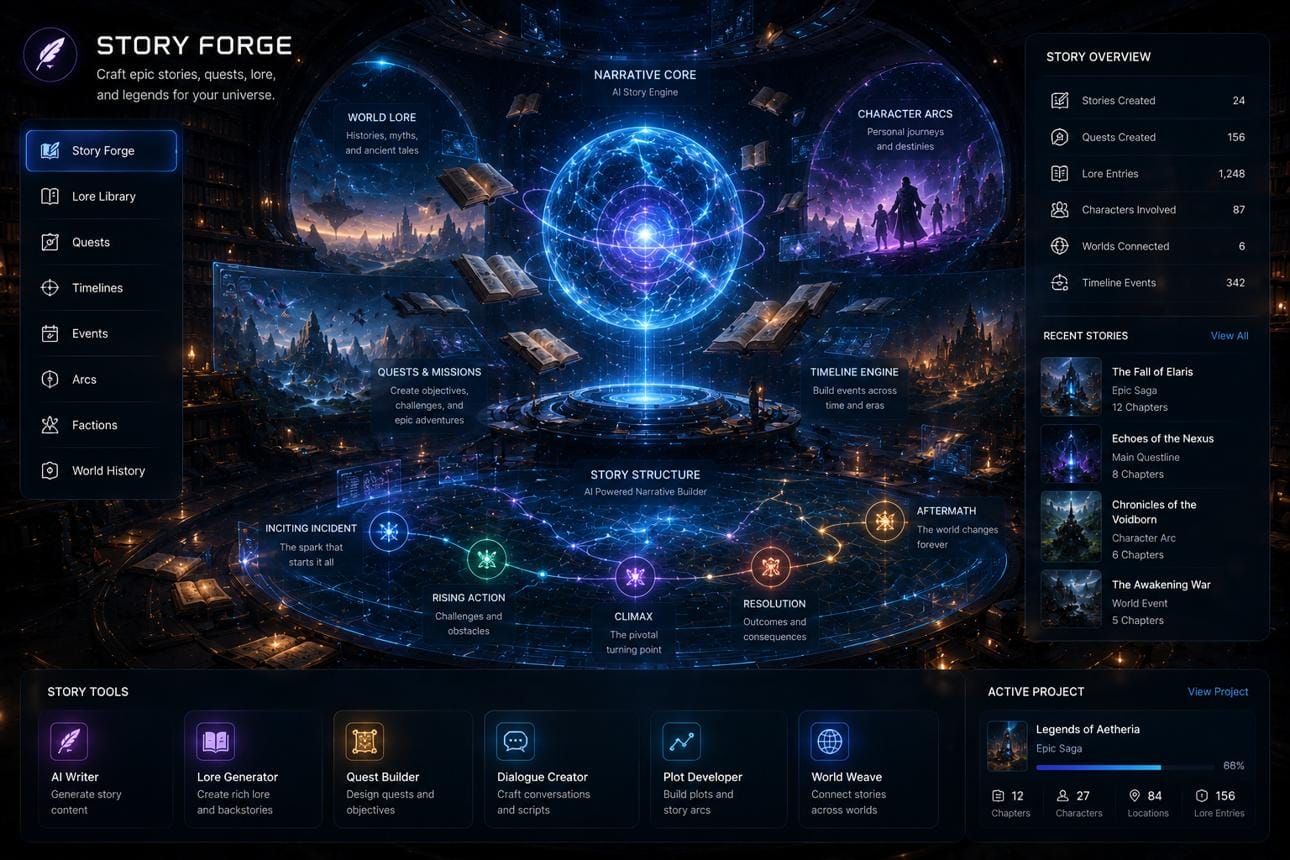 STORY FORGE
Craft epic stories, quests, lore,
and legends for your universe.
Story Forge
Lore Library
Quests
Timelines
Events
Arcs
Factions
World History
NARRATIVE CORE
AI Story Engine
WORLD LORE
Histories, myths,
and ancient tales
CHARACTER ARCS
Personal journeys
and destinies
QUESTS & MISSIONS
Create objectives,
challenges, and
epic adventures
TIMELINE ENGINE
Build events across
time and eras
STORY STRUCTURE
AI Powered Narrative Builder
INCITING INCIDENT
The spark that
starts it all
RISING ACTION
Challenges and
obstacles
CLIMAX
The pivotal
turning point
RESOLUTION
Outcomes and
consequences
AFTERMATH
The world changes
forever
STORY OVERVIEW
Stories Created 24
Quests Created 156
Lore Entries 1,248
Characters Involved 87
Worlds Connected 6
Timeline Events 342
RECENT STORIES View All
The Fall of Elaris
Epic Saga
12 Chapters
Echoes of the Nexus
Main Questline
8 Chapters
Chronicles of the
Voidborn
Character Arc
6 Chapters
The Awakening War
World Event
5 Chapters
STORY TOOLS
AI Writer
Generate story
content
Lore Generator
Create rich lore
and backstories
Quest Builder
Design quests and
objectives
Dialogue Creator
Craft conversations
and scripts
Plot Developer
Build plots and
story arcs
World Weave
Connect stories
across worlds
ACTIVE PROJECT View Project
Legends of Aetheria
Epic Saga
68%
12 27 84 156
Chapters Characters Locations Lore Entries